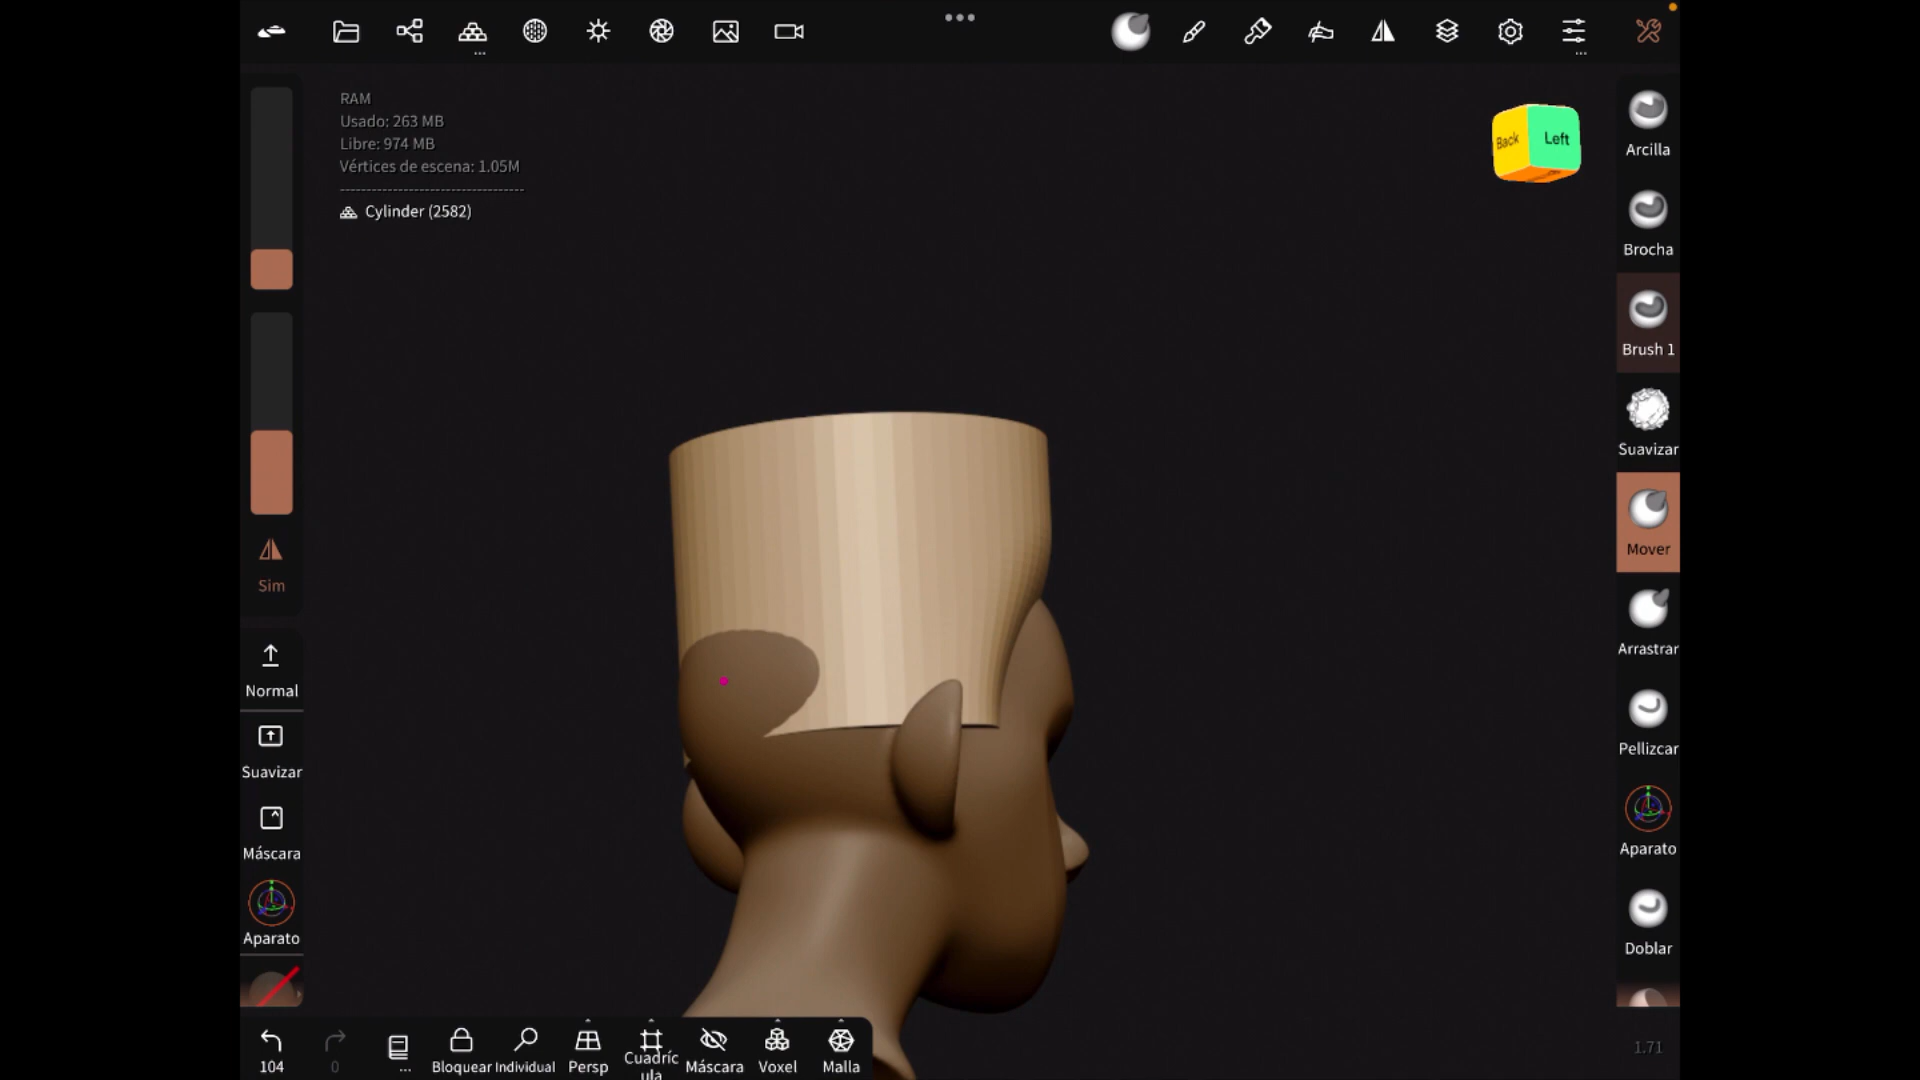 RAM
Usado: 263 MB
Libre: 974 MB
Vértices de escena: 1.05M
------------------------------------
Cylinder (2582)
Back
Left
Arcilla
Brocha
Brush 1
Suavizar
Mover
Arrastrar
Pellizcar
Aparato
Doblar
1.71
Sim
Normal
Suavizar
Máscara
Aparato
104
0
...
Bloquear
Individual
Persp
Cuadríc
ula
Máscara
Voxel
Malla